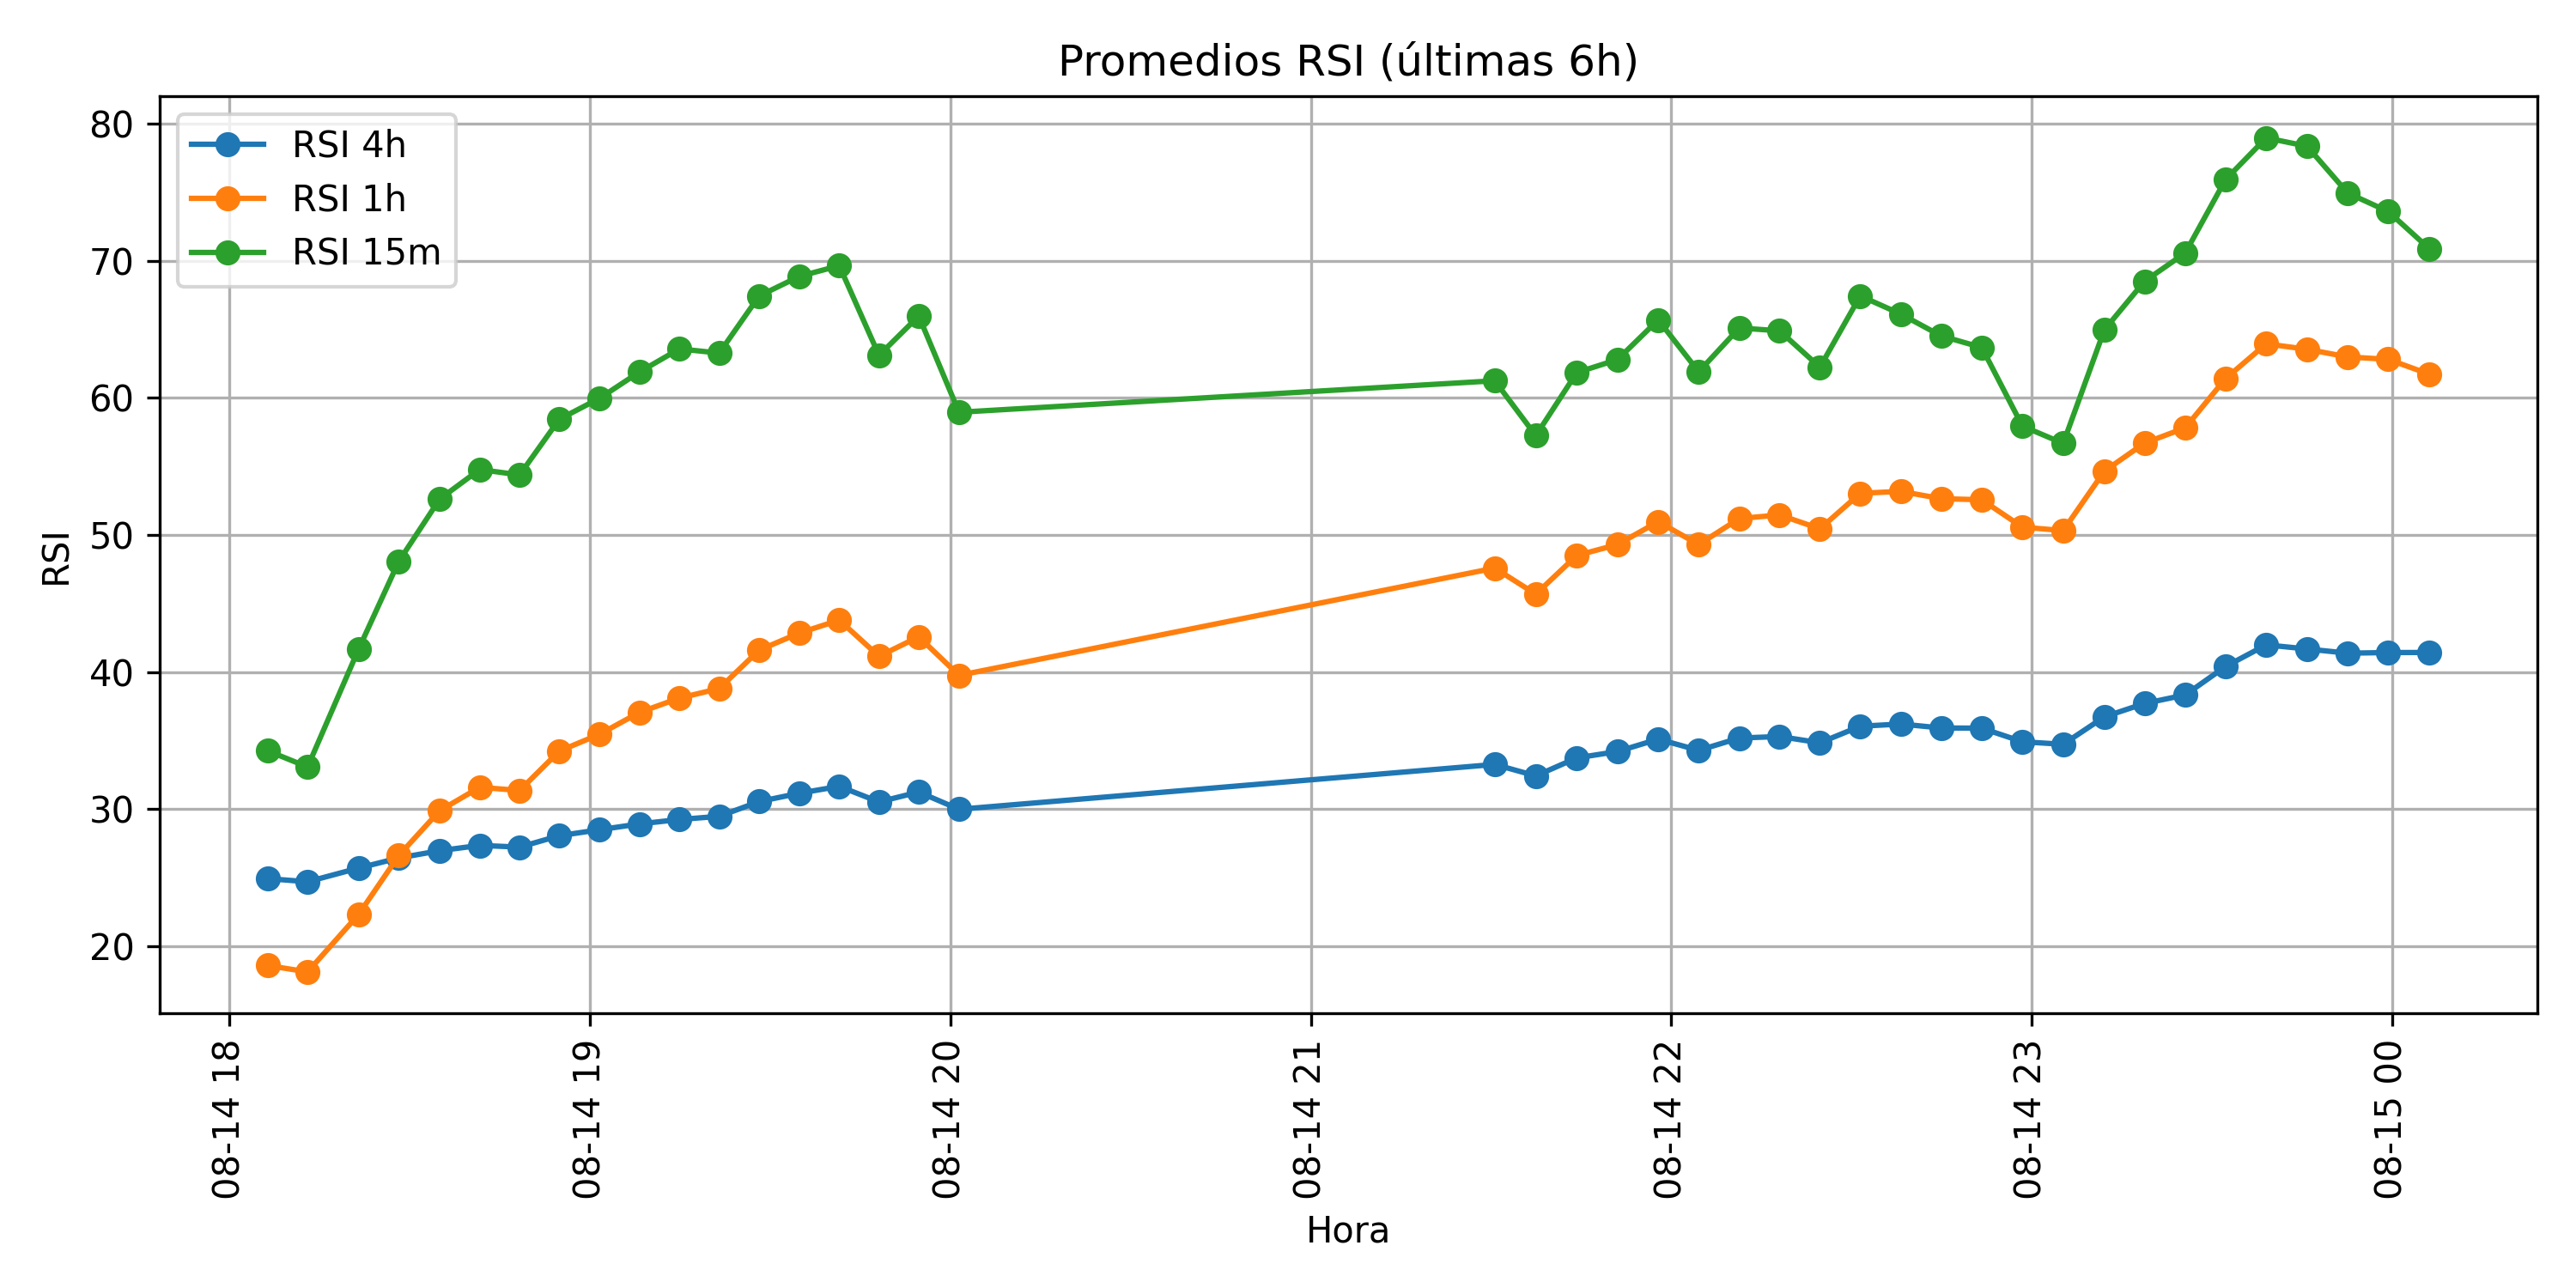 Promedios RSI (últimas 6h)
RSI 4h
RSI 1h
RSI 15m
80
70
60
50
40
30
20
RSI
08-14 18
08-14 19
08-14 20
08-14 21
08-14 22
08-14 23
08-15 00
Hora